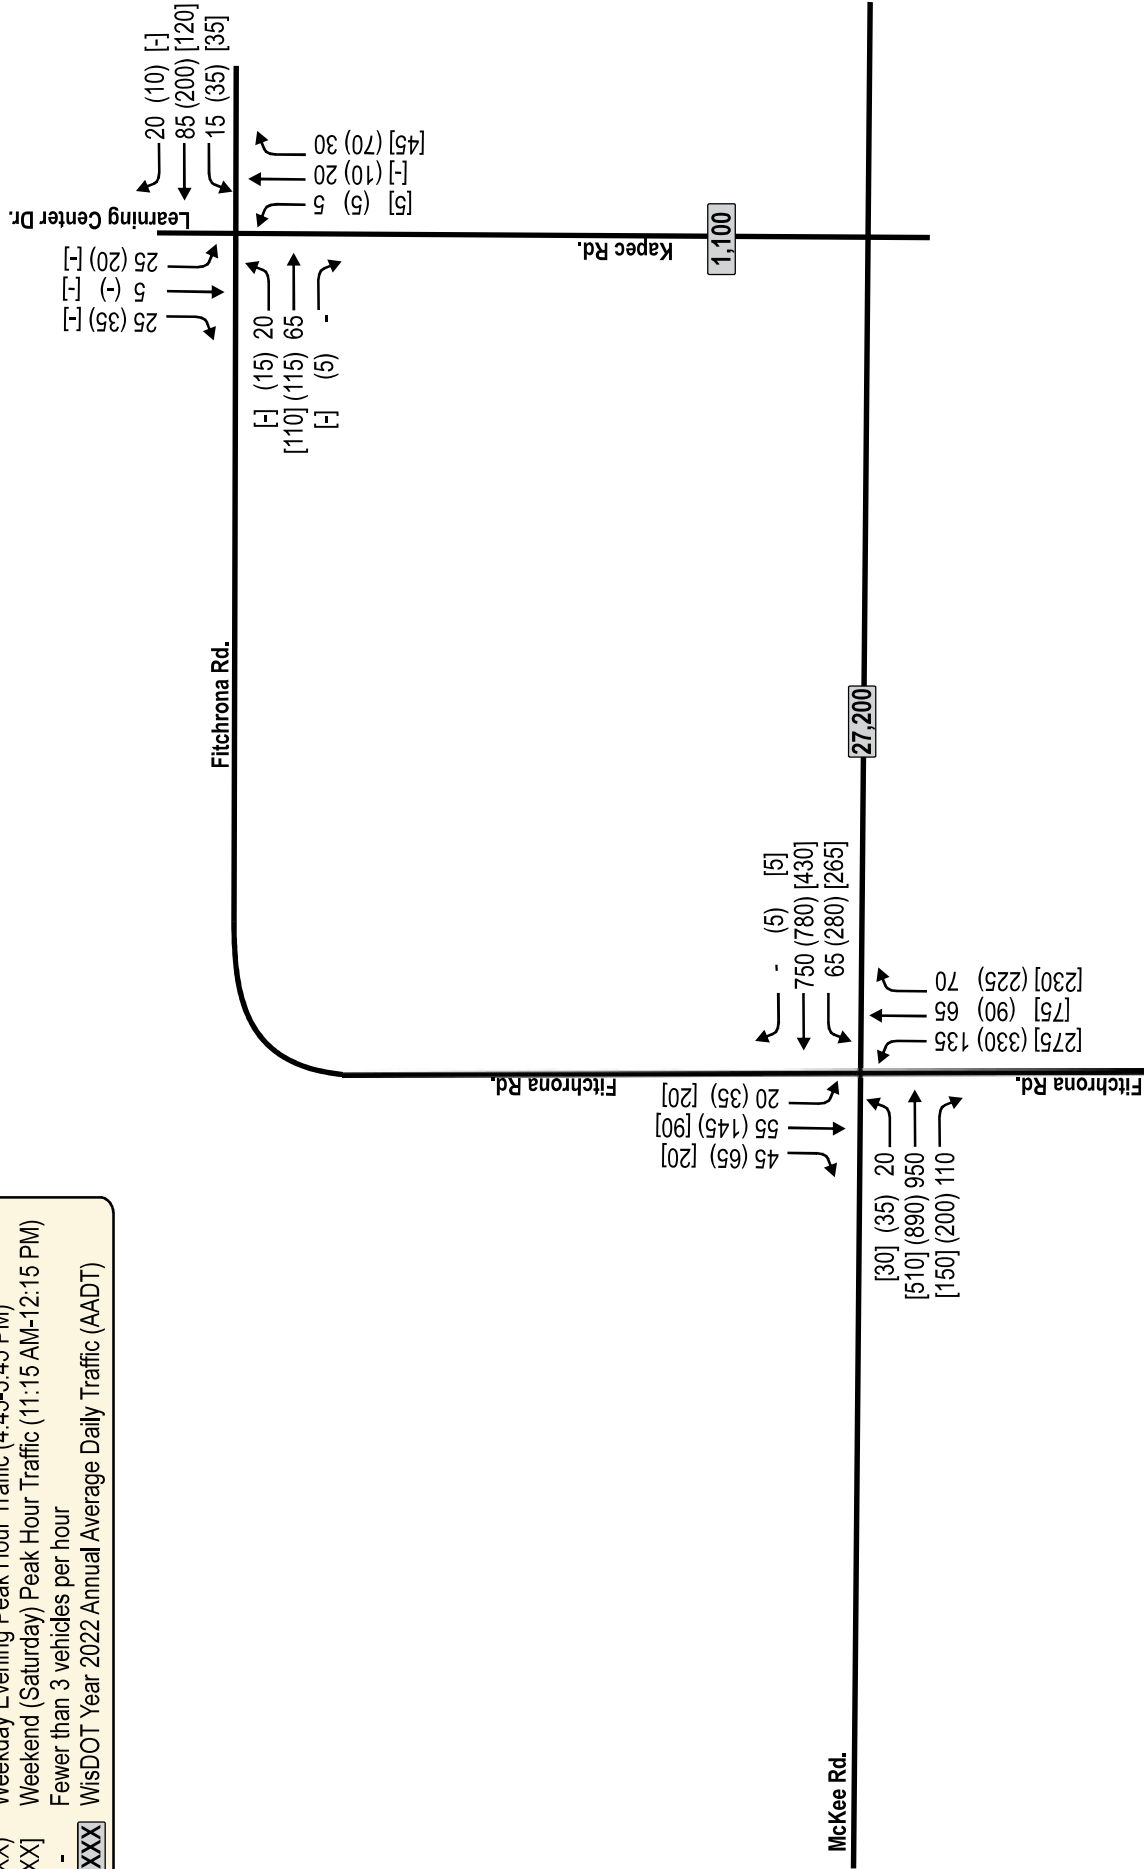 20 (10) [-]
85 (200) [120]
15 (35) [35]
Learning Center Dr.
[45] (70) 30
[-] (10) 20
[5] (5) 5
25 (20) [-]
5 (-) [-]
25 (35) [-]
[-] (15) 20
[110] (115) 65
[-] (5) -
Kapec Rd.
1,100
Fitchrona Rd.
27,200
- (5) [5]
750 (780) [430]
65 (280) [265]
[230] (225) 70
[75] (90) 65
[275] (330) 135
Fitchrona Rd.
Fitchrona Rd.
20 (35) [20]
55 (145) [90]
45 (65) [20]
[30] (35) 20
[510] (890) 950
[150] (200) 110
McKee Rd.
Weekday Evening Peak Hour Traffic (4:45-5:45 PM)
XX] Weekend (Saturday) Peak Hour Traffic (11:15 AM-12:15 PM)
- Fewer than 3 vehicles per hour
XXX WisDOT Year 2022 Annual Average Daily Traffic (AADT)